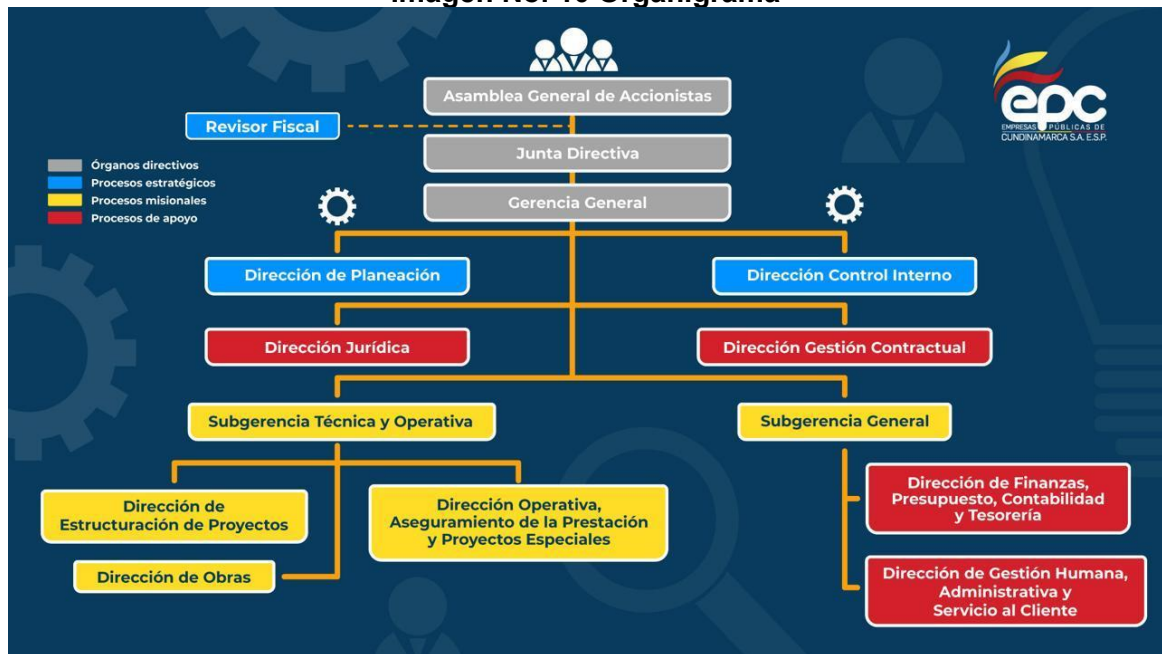 Imagen No. 10 Organigrama
Asamblea General de Accionistas
epc
EMPRESAS PÚBLICAS DE
CUNDINAMARCA S.A. E.S.P.
Revisor Fiscal
Junta Directiva
Órganos directivos
Procesos estratégicos
Procesos misionales
Procesos de apoyo
Gerencia General
Dirección de Planeación
Dirección Control Interno
Dirección Jurídica
Dirección Gestión Contractual
Subgerencia Técnica y Operativa
Subgerencia General
Dirección de
Estructuración de Proyectos
Dirección Operativa,
Aseguramiento de la Prestación
y Proyectos Especiales
Dirección de Finanzas,
Presupuesto, Contabilidad
y Tesorería
Dirección de Obras
Dirección de Gestión Humana,
Administrativa y
Servicio al Cliente